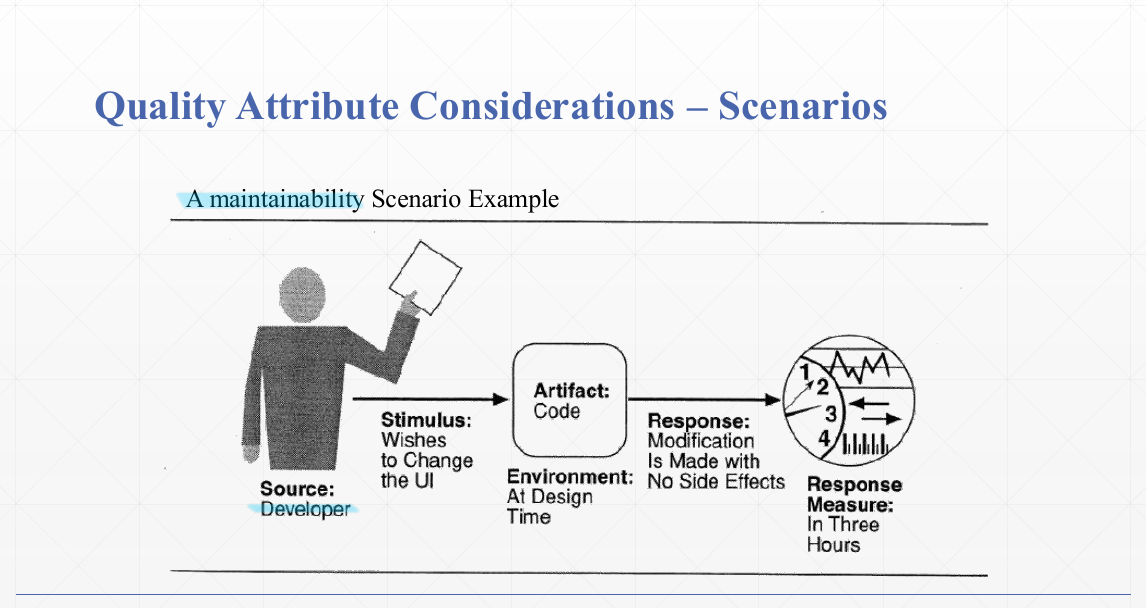 Quality Attribute Considerations – Scenarios
A maintainability Scenario Example
Source:
Developer
Stimulus:
Wishes
to Change
the UI
Artifact:
Code
Environment:
At Design
Time
Response:
Modification
Is Made with
No Side Effects
1
2
3
4
Response
Measure:
In Three
Hours